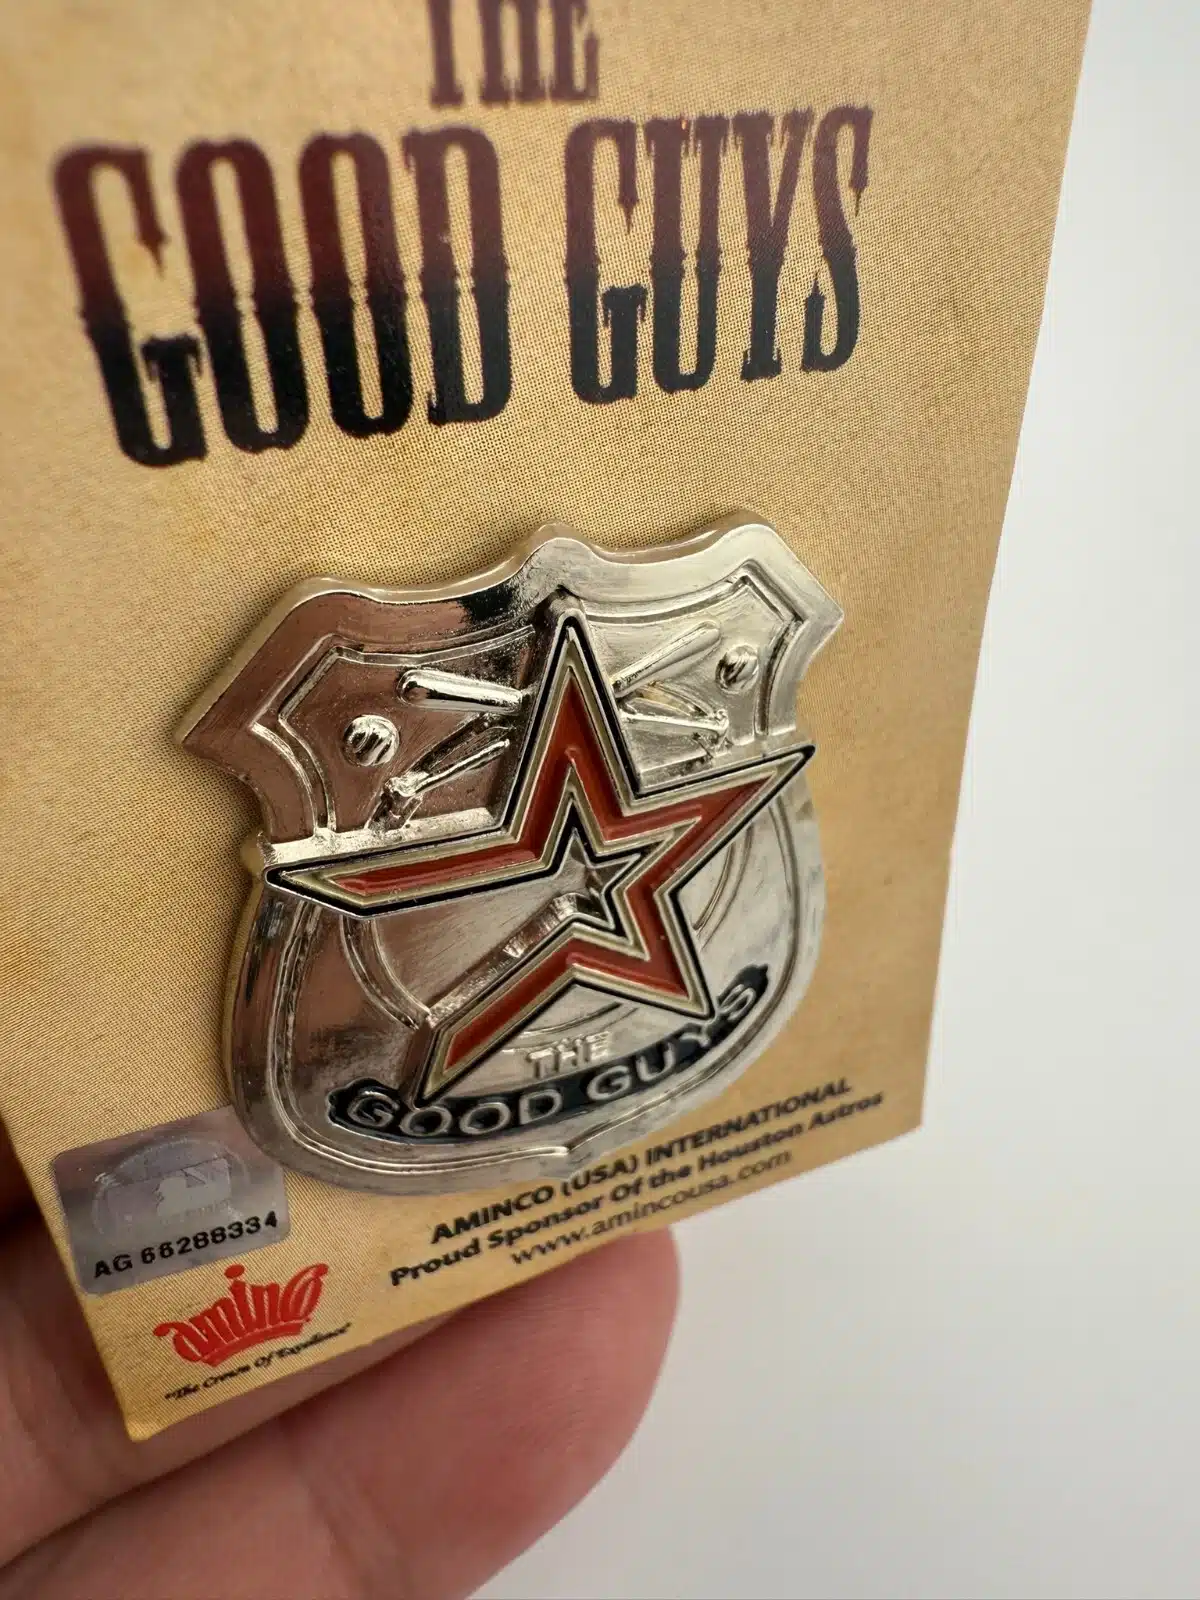 THE
GOOD GUYS
THE
GOOD GUYS
AMINCO (USA) INTERNATIONAL
Proud Sponsor Of the Houston Astros
www.amincousa.com
AG 66288334
aminco
"The Crown Of Excellence"